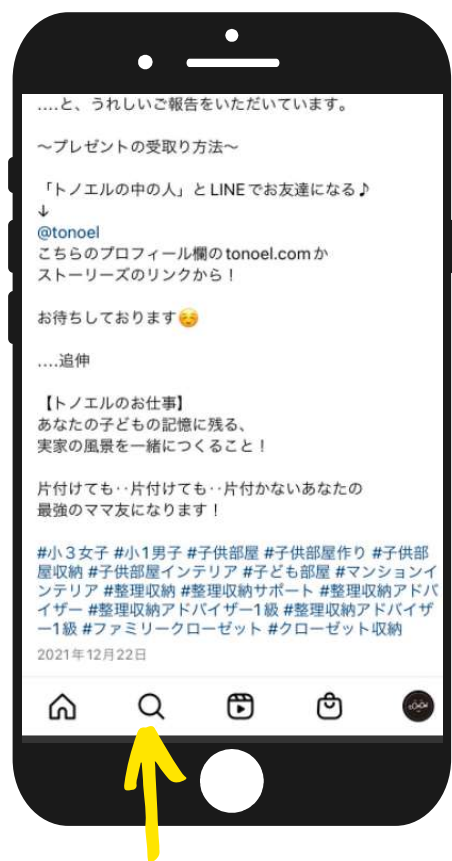 ....と、うれしいご報告をいただいています。
～プレゼントの受取り方法～
「トノエルの中の人」とLINEでお友達になる♪
↓
@tonoel
こちらのプロフィール欄のtonoel.comか
ストーリーズのリンクから！
お待ちしております☺️
....追伸
【トノエルのお仕事】
あなたの子どもの記憶に残る、
実家の風景を一緒につくること！
片付けても‥片付けても‥片付かないあなたの
最強のママ友になります！
#小３女子 #小1男子 #子供部屋 #子供部屋作り #子供部
屋収納 #子供部屋インテリア #子ども部屋 #マンションイ
ンテリア #整理収納 #整理収納サポート #整理収納アドバ
イザー #整理収納アドバイザー1級 #整理収納アドバイザ
ー1級 #ファミリークローゼット #クローゼット収納
2021年12月22日